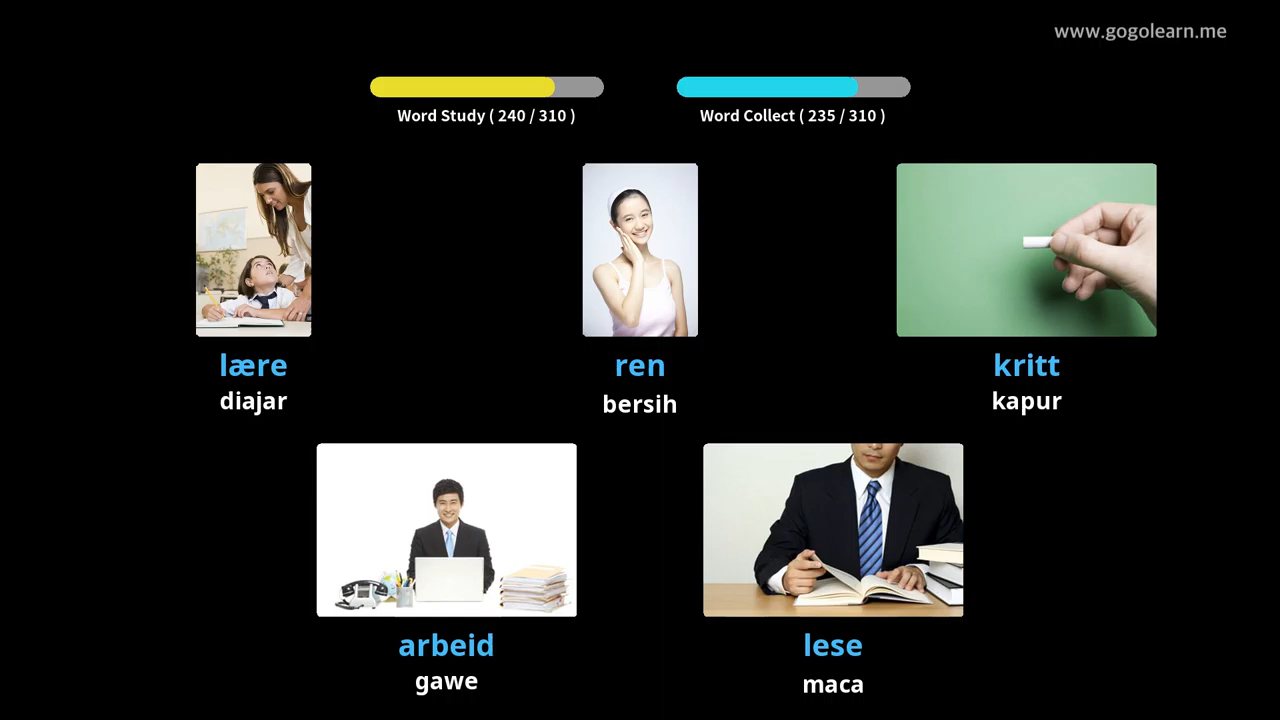 www.gogolearn.me
Word Study ( 240 / 310 )
Word Collect ( 235 / 310 )
lære
diajar
ren
bersih
kritt
kapur
arbeid
gawe
lese
maca